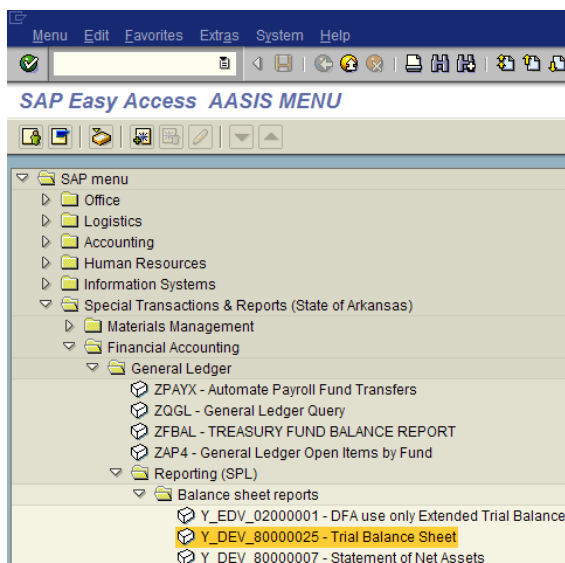 Menu Edit Favorites Extras System Help
SAP Easy Access AASIS MENU
SAP menu
Office
Logistics
Accounting
Human Resources
Information Systems
Special Transactions & Reports (State of Arkansas)
Materials Management
Financial Accounting
General Ledger
ZPAYX - Automate Payroll Fund Transfers
ZQGL - General Ledger Query
ZFBAL - TREASURY FUND BALANCE REPORT
ZAP4 - General Ledger Open Items by Fund
Reporting (SPL)
Balance sheet reports
Y_EDV_02000001 - DFA use only Extended Trial Balance
Y_DEV_80000025 - Trial Balance Sheet
Y_DEV_80000007 - Statement of Net Assets